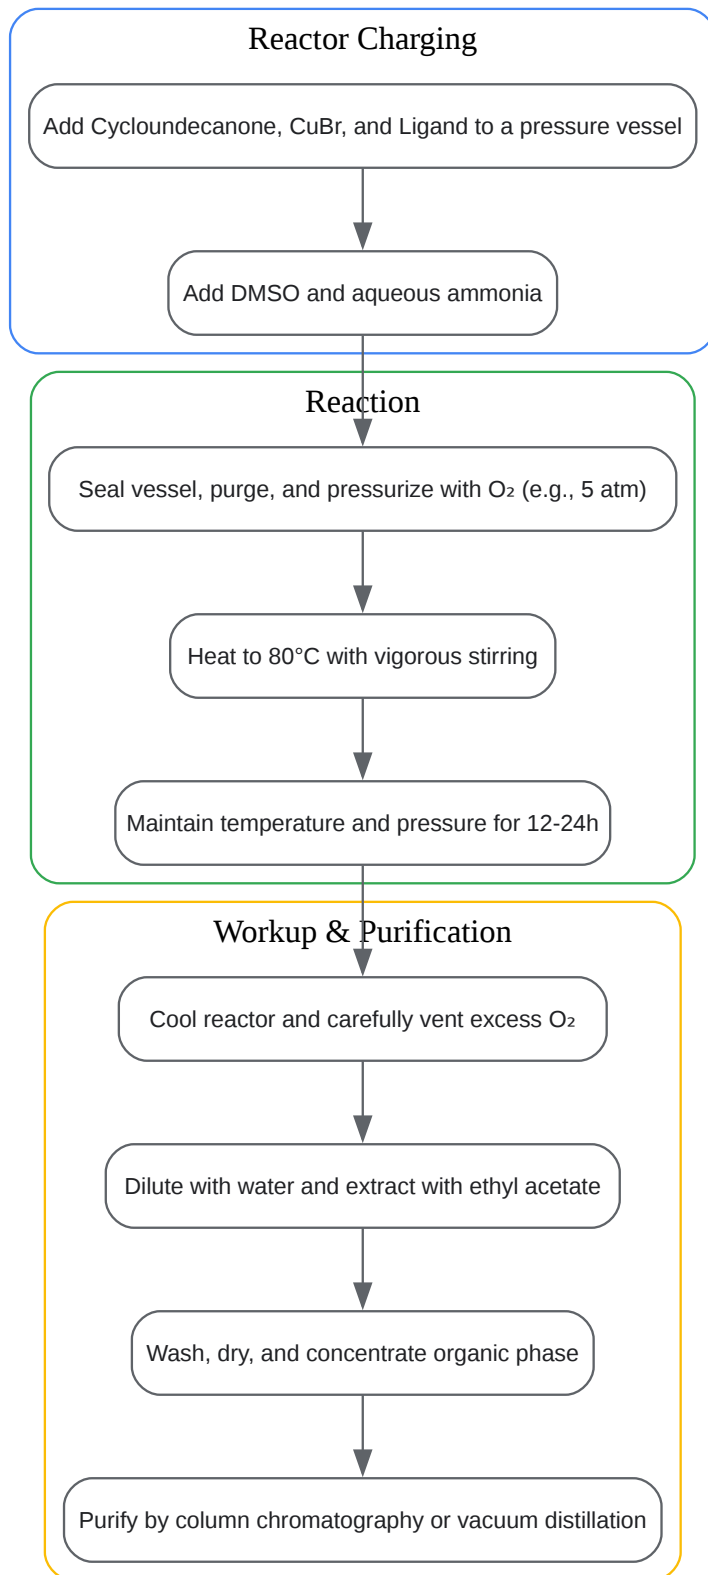 Reactor Charging
Add Cycloundecanone, CuBr, and Ligand to a pressure vessel
Add DMSO and aqueous ammonia
Reaction
Seal vessel, purge, and pressurize with O₂ (e.g., 5 atm)
Heat to 80°C with vigorous stirring
Maintain temperature and pressure for 12-24h
Workup & Purification
Cool reactor and carefully vent excess O₂
Dilute with water and extract with ethyl acetate
Wash, dry, and concentrate organic phase
Purify by column chromatography or vacuum distillation